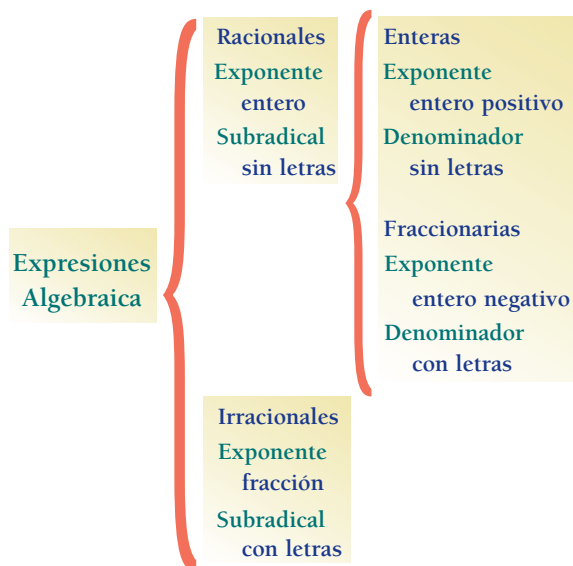 Expresiones
Algebraica
Racionales
Exponente
entero
Subradical
sin letras
Enteras
Exponente
entero positivo
Denominador
sin letras
Fraccionarias
Exponente
entero negativo
Denominador
con letras
Irracionales
Exponente
fracción
Subradical
con letras